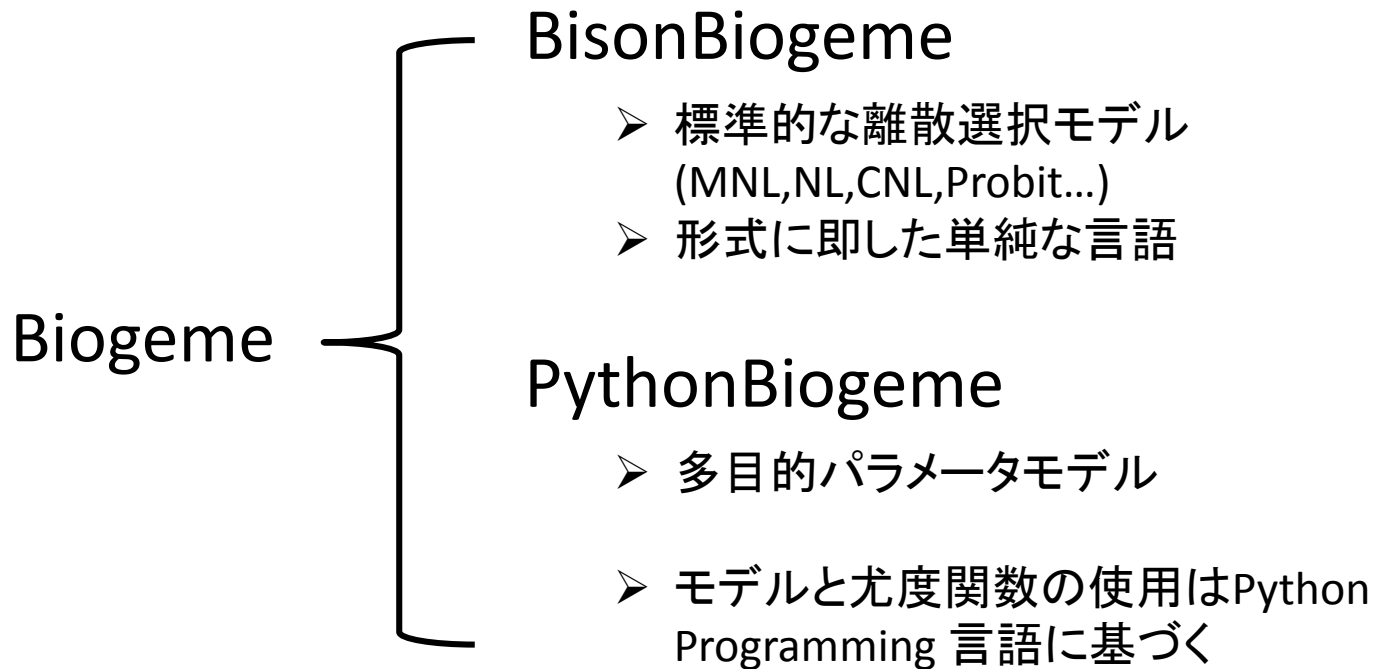 BisonBiogeme
➢ 標準的な離散選択モデル
(MNL,NL,CNL,Probit…)
➢ 形式に即した単純な言語
Biogeme
PythonBiogeme
➢ 多目的パラメータモデル
➢ モデルと尤度関数の使用はPython
Programming 言語に基づく